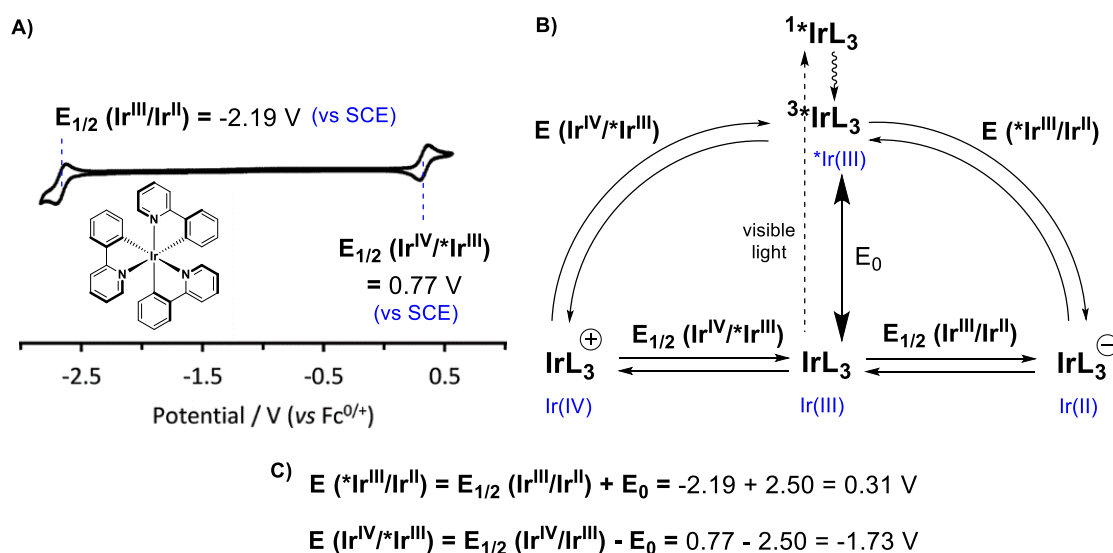 A)
E1/2 (IrIII/IrII) = -2.19 V (vs SCE)
N
Ir
N
N
E1/2 (IrIV/*IrIII)
= 0.77 V
(vs SCE)
-2.5 -1.5 -0.5 0.5
Potential / V (vs Fc0/+)
B)
1*IrL3
3*IrL3
*Ir(III)
E (IrIV/*IrIII)
E (*IrIII/IrII)
visible
light
E0
E1/2 (IrIV/*IrIII)
E1/2 (IrIII/IrII)
IrL3 +
IrL3
IrL3 −
Ir(IV)
Ir(III)
Ir(II)
C)
E (*IrIII/IrII) = E1/2 (IrIII/IrII) + E0 = -2.19 + 2.50 = 0.31 V
E (IrIV/*IrIII) = E1/2 (IrIV/IrIII) - E0 = 0.77 - 2.50 = -1.73 V